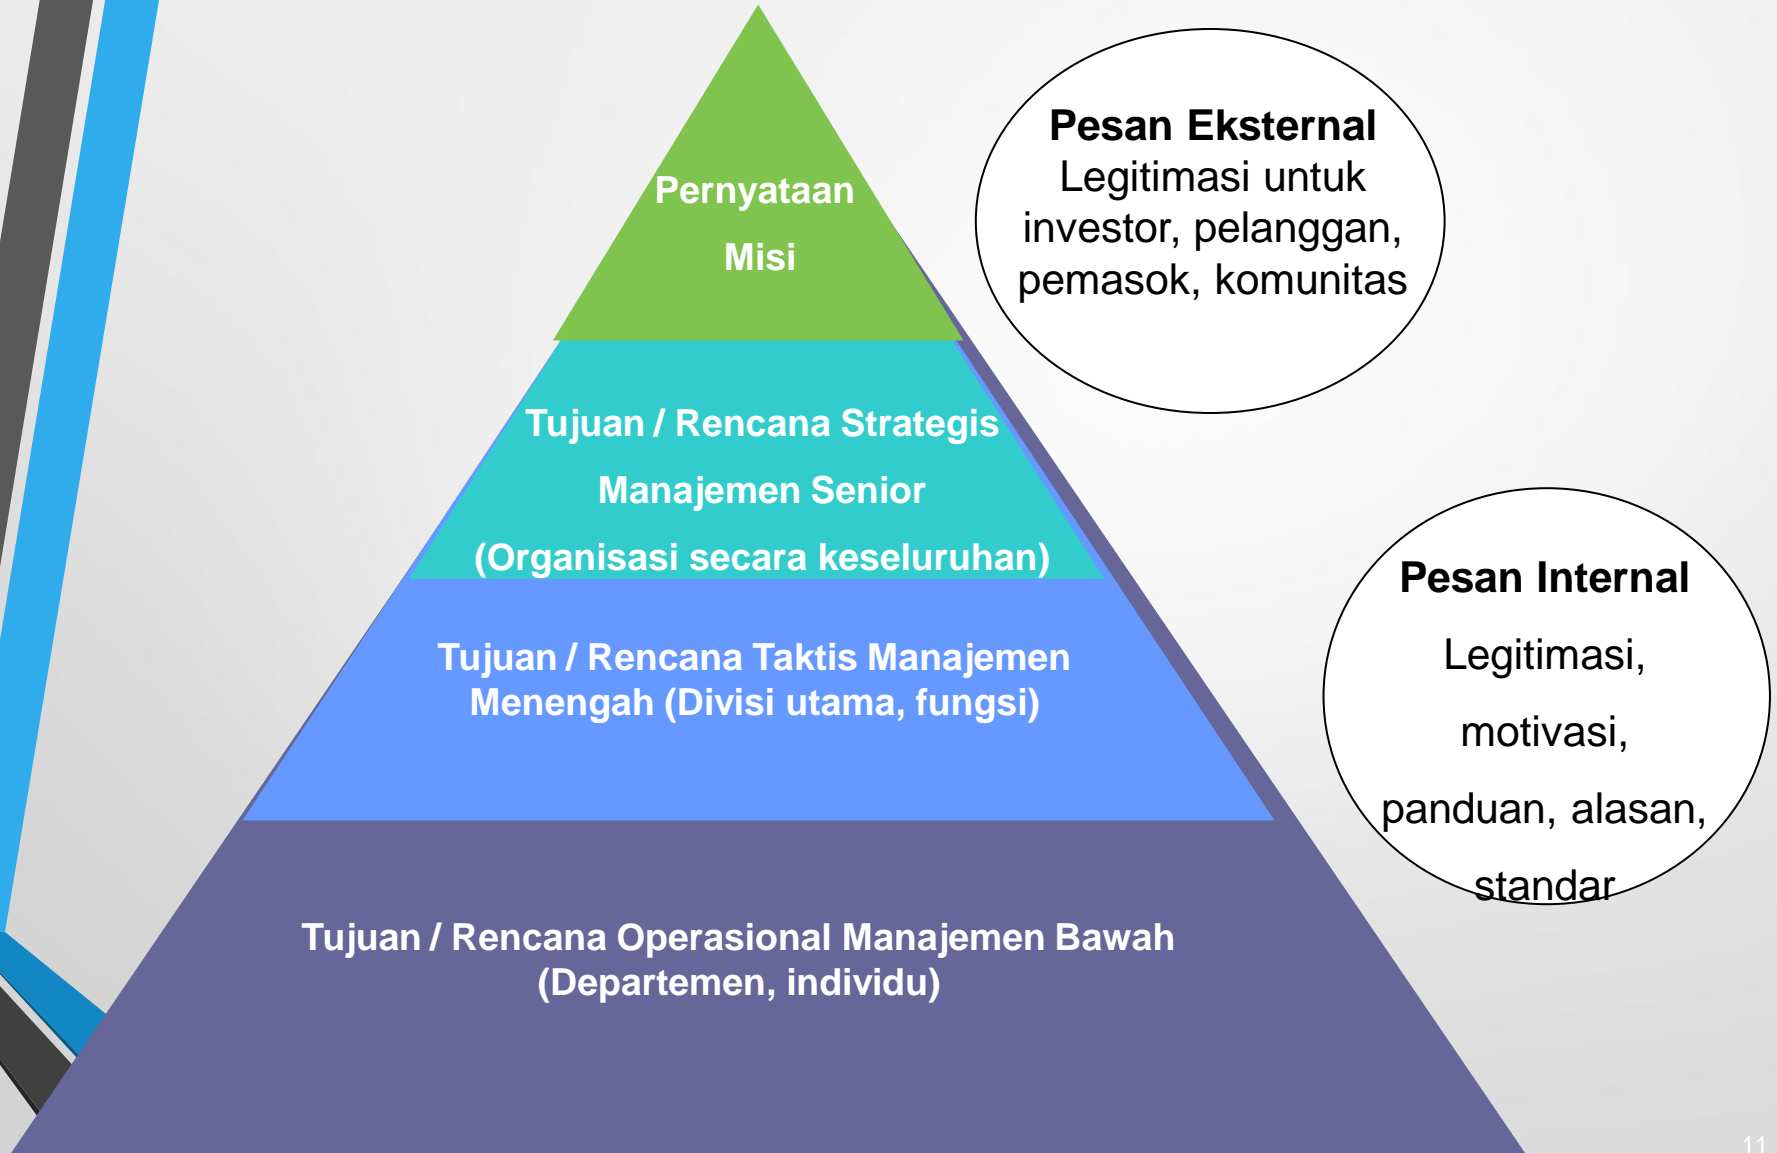 Pernyataan
Misi
Tujuan / Rencana Strategis
Manajemen Senior
(Organisasi secara keseluruhan)
Tujuan / Rencana Taktis Manajemen
Menengah (Divisi utama, fungsi)
Tujuan / Rencana Operasional Manajemen Bawah
(Departemen, individu)
Pesan Eksternal
Legitimasi untuk
investor, pelanggan,
pemasok, komunitas
Pesan Internal
Legitimasi,
motivasi,
panduan, alasan,
standar
11